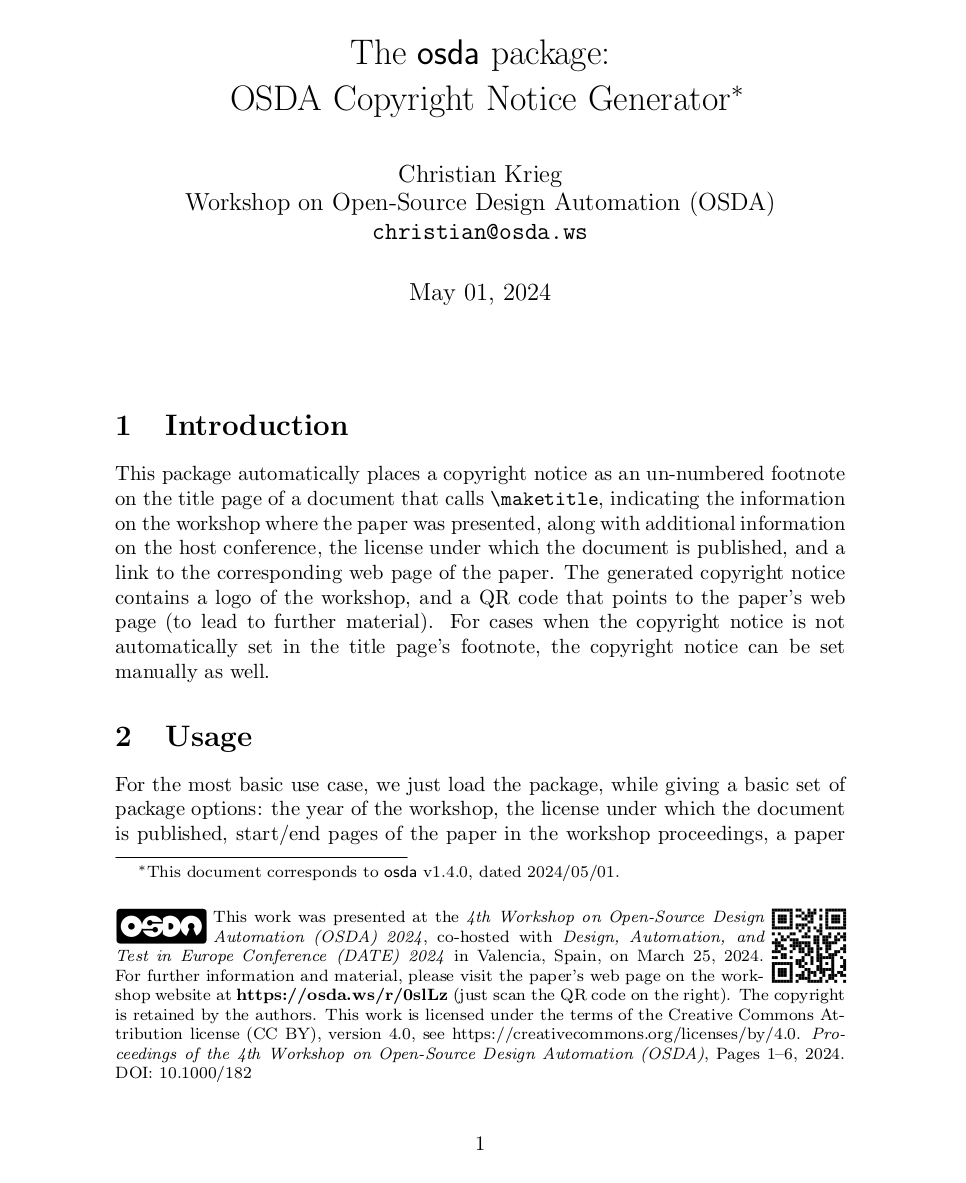 The osda package:
OSDA Copyright Notice Generator*
Christian Krieg
Workshop on Open-Source Design Automation (OSDA)
christian@osda.ws
May 01, 2024
1 Introduction
This package automatically places a copyright notice as an un-numbered footnote
on the title page of a document that calls \maketitle, indicating the information
on the workshop where the paper was presented, along with additional information
on the host conference, the license under which the document is published, and a
link to the corresponding web page of the paper. The generated copyright notice
contains a logo of the workshop, and a QR code that points to the paper's web
page (to lead to further material). For cases when the copyright notice is not
automatically set in the title page's footnote, the copyright notice can be set
manually as well.
2 Usage
For the most basic use case, we just load the package, while giving a basic set of
package options: the year of the workshop, the license under which the document
is published, start/end pages of the paper in the workshop proceedings, a paper
*This document corresponds to osda v1.4.0, dated 2024/05/01.
OSDA This work was presented at the 4th Workshop on Open-Source Design
Automation (OSDA) 2024, co-hosted with Design, Automation, and
Test in Europe Conference (DATE) 2024 in Valencia, Spain, on March 25, 2024.
For further information and material, please visit the paper's web page on the work-
shop website at https://osda.ws/r/0slLz (just scan the QR code on the right). The copyright
is retained by the authors. This work is licensed under the terms of the Creative Commons At-
tribution license (CC BY), version 4.0, see https://creativecommons.org/licenses/by/4.0. Pro-
ceedings of the 4th Workshop on Open-Source Design Automation (OSDA), Pages 1–6, 2024.
DOI: 10.1000/182
1